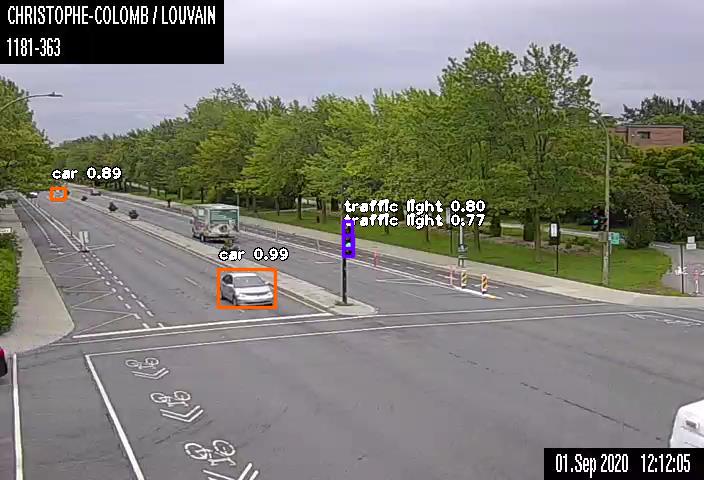 CHRISTOPHE-COLOMB / LOUVAIN
1181-363
car 0.89
traffic light 0.80
traffic light 0.77
car 0.99
01.Sep 2020 12:12:05